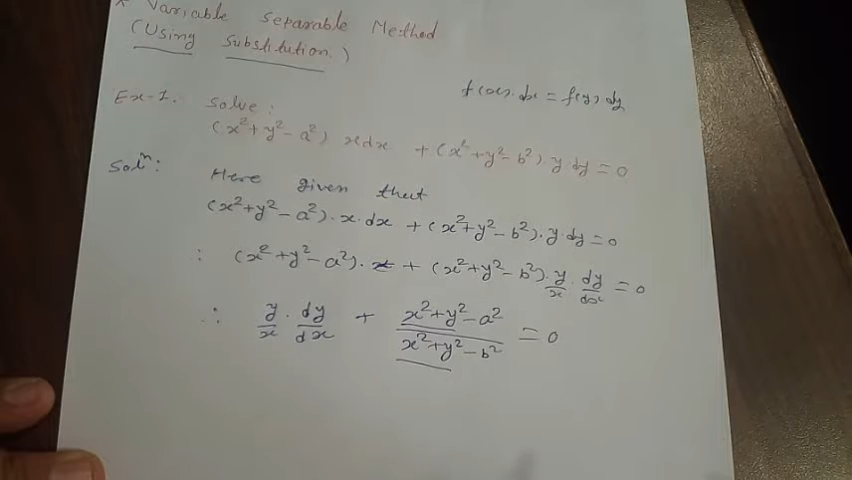 * Variable Separable Method
(Using Substitution.)
f(x).dx = f(y) dy
Ex-1. Solve:
(x²+y²-a²) xdx + (x²+y²-b²).y.dy = 0
Solⁿ: Here given that
(x²+y²-a²).x.dx + (x²+y²-b²).y.dy = 0
∴ (x²+y²-a²).x + (x²+y²-b²).y/x . dy/dx = 0
∴ y/x . dy/dx + x²+y²-a²/x²+y²-b² = 0